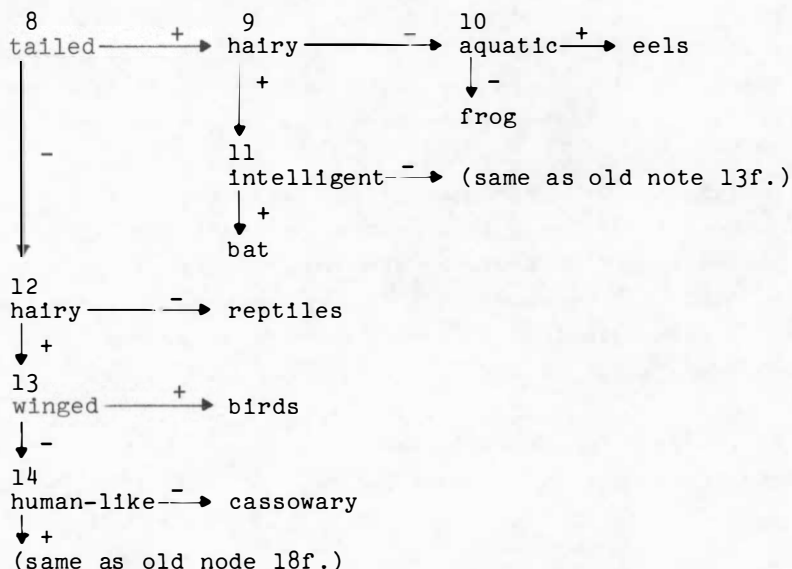 8 9 10
tailed + hairy - aquatic + eels
+ -
frog
- 11
intelligent - (same as old note 13f.)
+
bat
12
hairy - reptiles
+
13
winged + birds
-
14
human-like - cassowary
+
(same as old node 18f.)